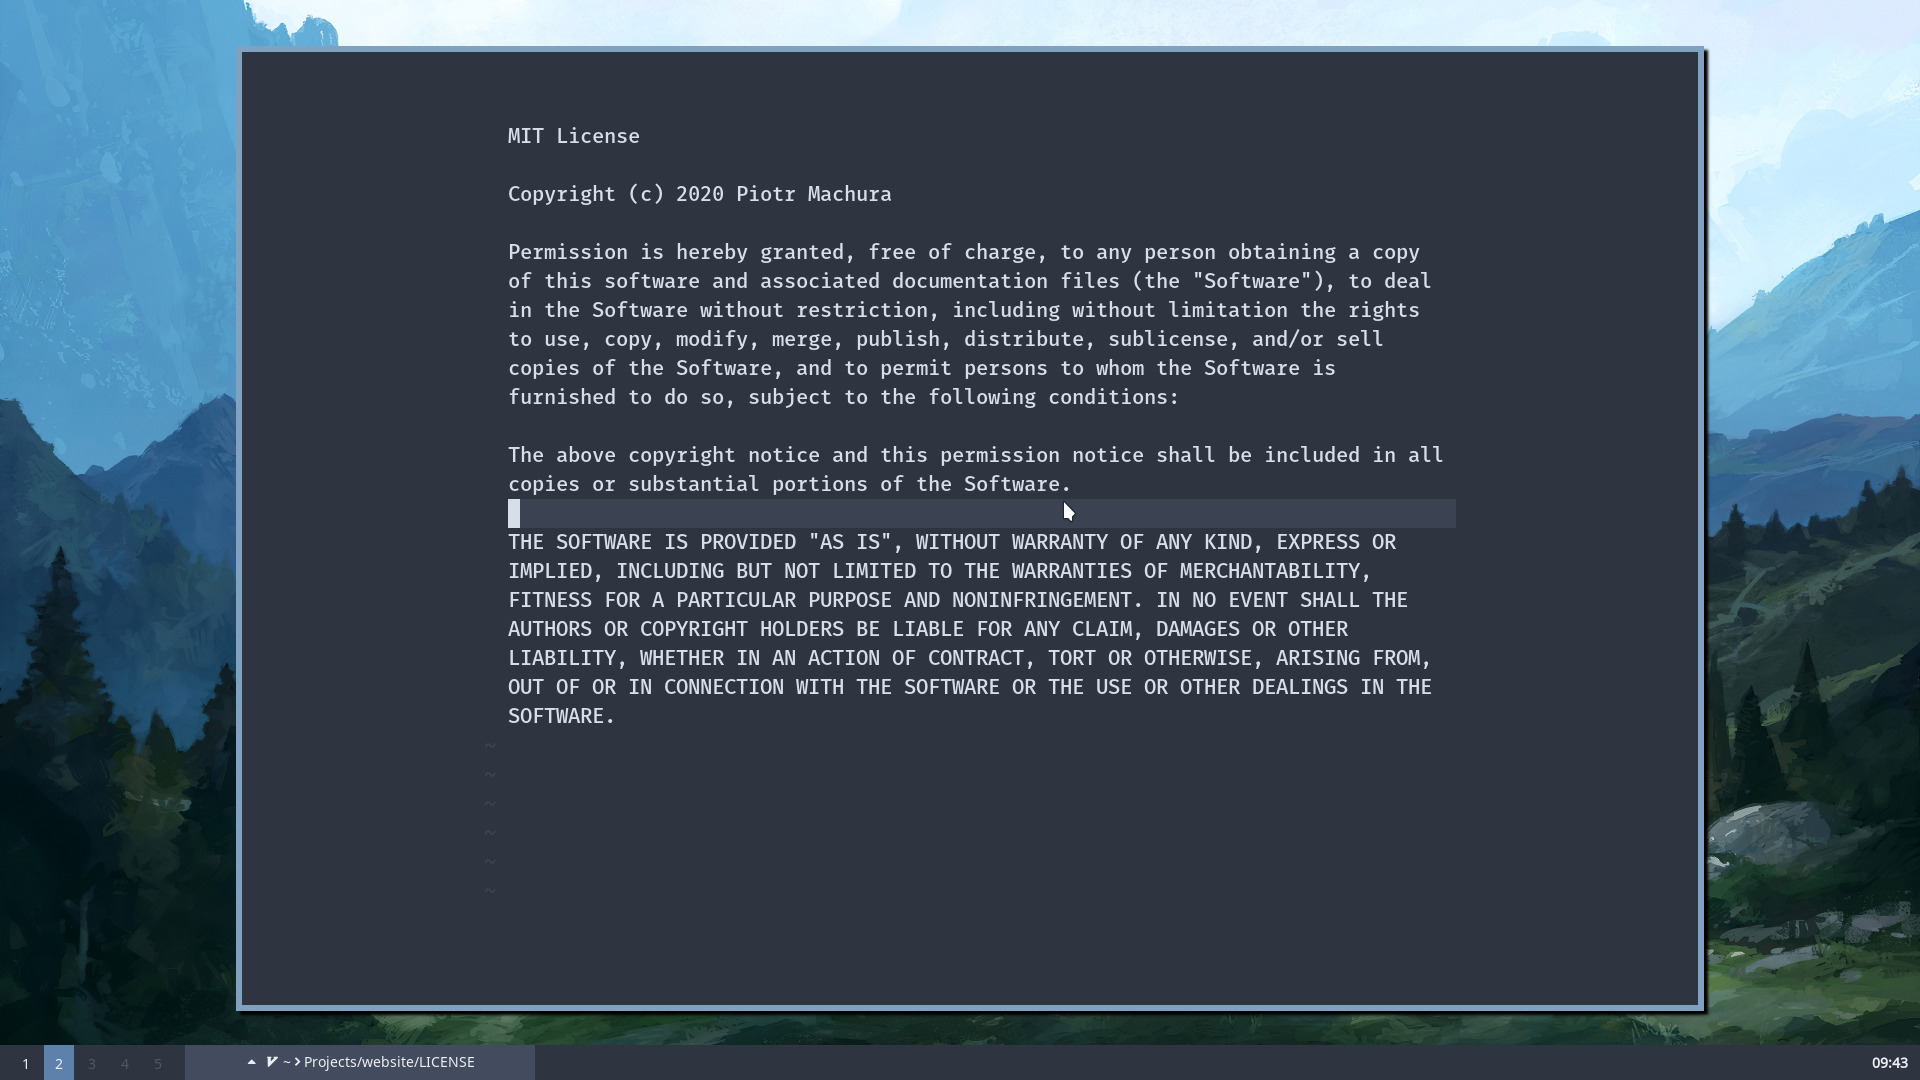 MIT License
Copyright (c) 2020 Piotr Machura
Permission is hereby granted, free of charge, to any person obtaining a copy
of this software and associated documentation files (the "Software"), to deal
in the Software without restriction, including without limitation the rights
to use, copy, modify, merge, publish, distribute, sublicense, and/or sell
copies of the Software, and to permit persons to whom the Software is
furnished to do so, subject to the following conditions:
The above copyright notice and this permission notice shall be included in all
copies or substantial portions of the Software.
THE SOFTWARE IS PROVIDED "AS IS", WITHOUT WARRANTY OF ANY KIND, EXPRESS OR
IMPLIED, INCLUDING BUT NOT LIMITED TO THE WARRANTIES OF MERCHANTABILITY,
FITNESS FOR A PARTICULAR PURPOSE AND NONINFRINGEMENT. IN NO EVENT SHALL THE
AUTHORS OR COPYRIGHT HOLDERS BE LIABLE FOR ANY CLAIM, DAMAGES OR OTHER
LIABILITY, WHETHER IN AN ACTION OF CONTRACT, TORT OR OTHERWISE, ARISING FROM,
OUT OF OR IN CONNECTION WITH THE SOFTWARE OR THE USE OR OTHER DEALINGS IN THE
SOFTWARE.
~
~
~
~
~
~
1 2 3 4 5 ~ > Projects/website/LICENSE 09:43